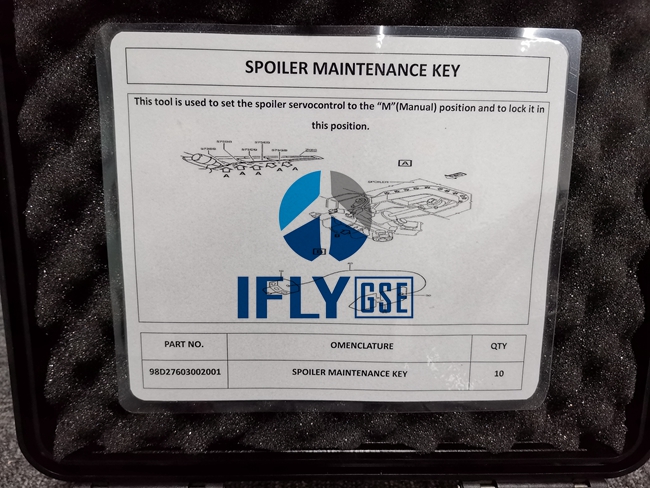 SPOILER MAINTENANCE KEY
This tool is used to set the spoiler servocontrol to the “M”(Manual) position and to lock it in
this position.
A
SPOILER
A A A A A
IFLY GSE
PART NO. OMENCLATURE QTY
98D27603002001 SPOILER MAINTENANCE KEY 10